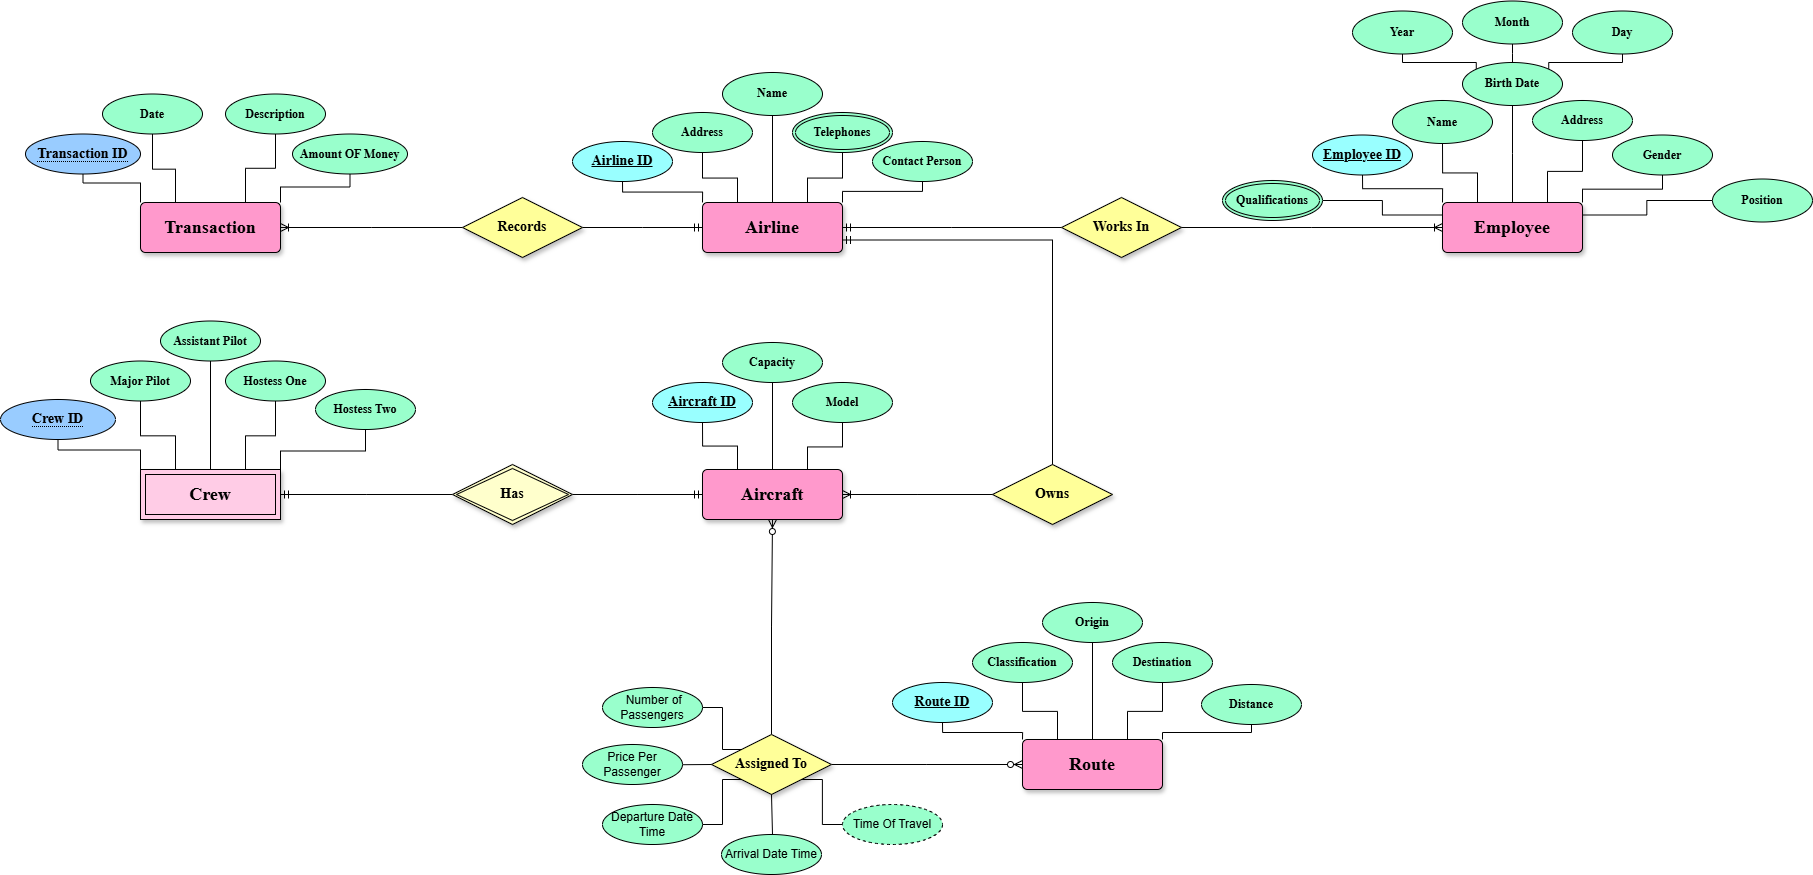 Year
Month
Day
Birth Date
Name
Address
Employee ID
Gender
Qualifications
Position
Employee
Date
Description
Transaction ID
Amount OF Money
Transaction
Records
Name
Address
Telephones
Airline ID
Contact Person
Airline
Works In
Assistant Pilot
Major Pilot
Hostess One
Crew ID
Hostess Two
Crew
Has
Capacity
Aircraft ID
Model
Aircraft
Owns
Origin
Classification
Destination
Route ID
Distance
Route
Number of
Passengers
Price Per
Passenger
Assigned To
Departure Date
Time
Arrival Date Time
Time Of Travel